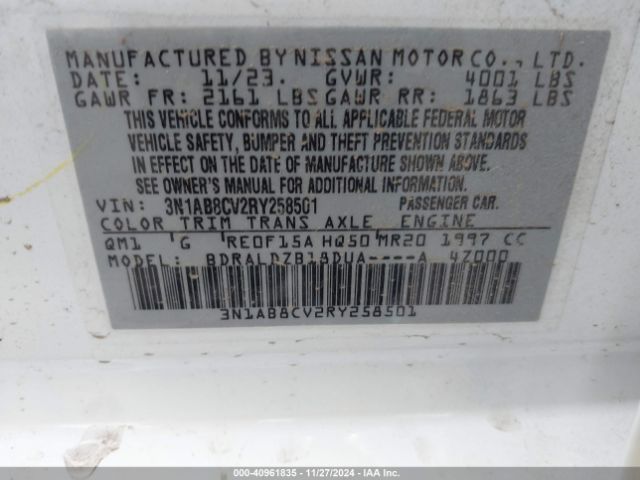 MANUFACTURED BY NISSAN MOTOR CO., LTD.
DATE: 11/23. GVWR: 4001 LBS
GAWR FR: 2161 LBS GAWR RR: 1863 LBS
THIS VEHICLE CONFORMS TO ALL APPLICABLE FEDERAL MOTOR
VEHICLE SAFETY, BUMPER AND THEFT PREVENTION STANDARDS
IN EFFECT ON THE DATE OF MANUFACTURE SHOWN ABOVE.
SEE OWNER'S MANUAL FOR ADDITIONAL INFORMATION.
VIN: 3N1AB8CV2RY258501 PASSENGER CAR.
COLOR TRIM TRANS AXLE ENGINE
QM1 G RE0F15A HQ50 MR20 1997 CC
MODEL: BDRALDZB18DUA----A 4Z000
3N1AB8CV2RY258501
000-40961835 - 11/27/2024 - IAA Inc.